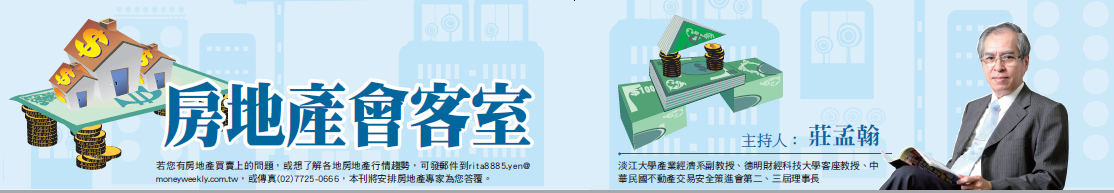 房地產會客室
若您有房地產買賣上的問題，或想了解各地房地產行情趨勢，可發郵件到rita8885.yen@
moneyweekly.com.tw，或傳真(02)7725-0666，本刊將安排房地產專家為您答覆。
主持人：莊孟翰
淡江大學產業經濟系副教授、德明財經科技大學客座教授、中
華民國不動產交易安全策進會第二、三屆理事長